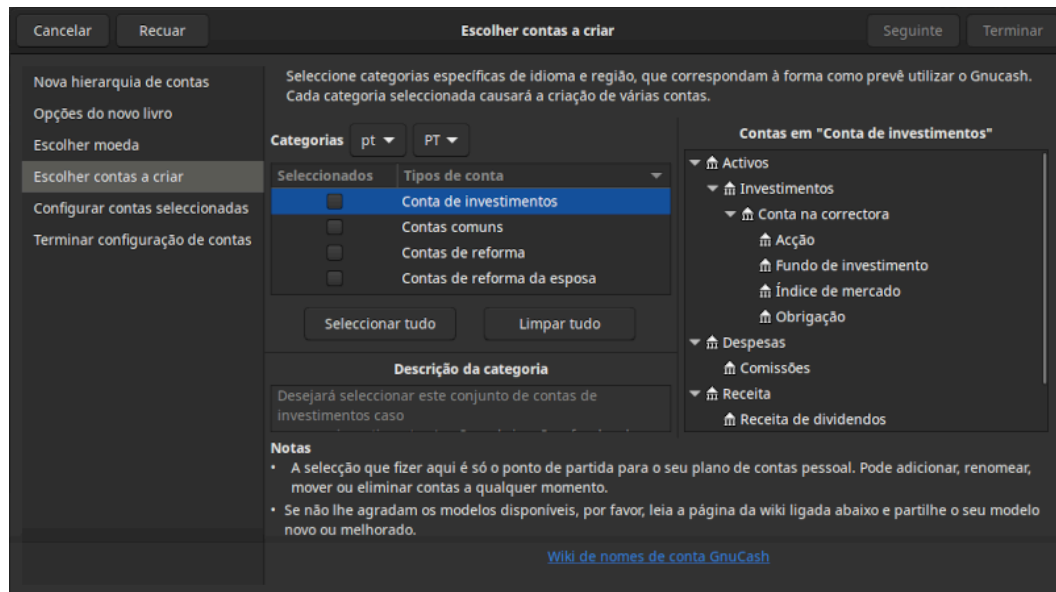 Cancelar
Recuar
Escolher contas a criar
Seguinte
Terminar
Nova hierarquia de contas
Opções do novo livro
Escolher moeda
Escolher contas a criar
Configurar contas seleccionadas
Terminar configuração de contas
Seleccione categorias específicas de idioma e região, que correspondam à forma como prevê utilizar o Gnucash.
Cada categoria seleccionada causará a criação de várias contas.
Categorias
pt
PT
Seleccionados
Tipos de conta
Conta de investimentos
Contas comuns
Contas de reforma
Contas de reforma da esposa
Seleccionar tudo
Limpar tudo
Descrição da categoria
Desejará seleccionar este conjunto de contas de
investimentos caso
Contas em "Conta de investimentos"
Activos
Investimentos
Conta na correctora
Acção
Fundo de investimento
Índice de mercado
Obrigação
Despesas
Comissões
Receita
Receita de dividendos
Notas
• A selecção que fizer aqui é só o ponto de partida para o seu plano de contas pessoal. Pode adicionar, renomear,
mover ou eliminar contas a qualquer momento.
• Se não lhe agradam os modelos disponíveis, por favor, leia a página da wiki ligada abaixo e partilhe o seu modelo
novo ou melhorado.
Wiki de nomes de conta GnuCash